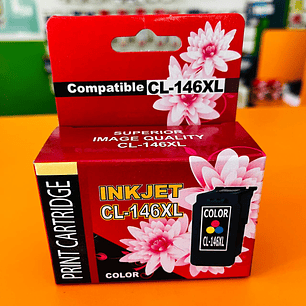 Compatible CL-146XL
SUPERIOR
IMAGE QUALITY
CL-146XL
PRINT CARTRIDGE
INKJET
CL-146XL
COLOR
CL-146XL
COLOR